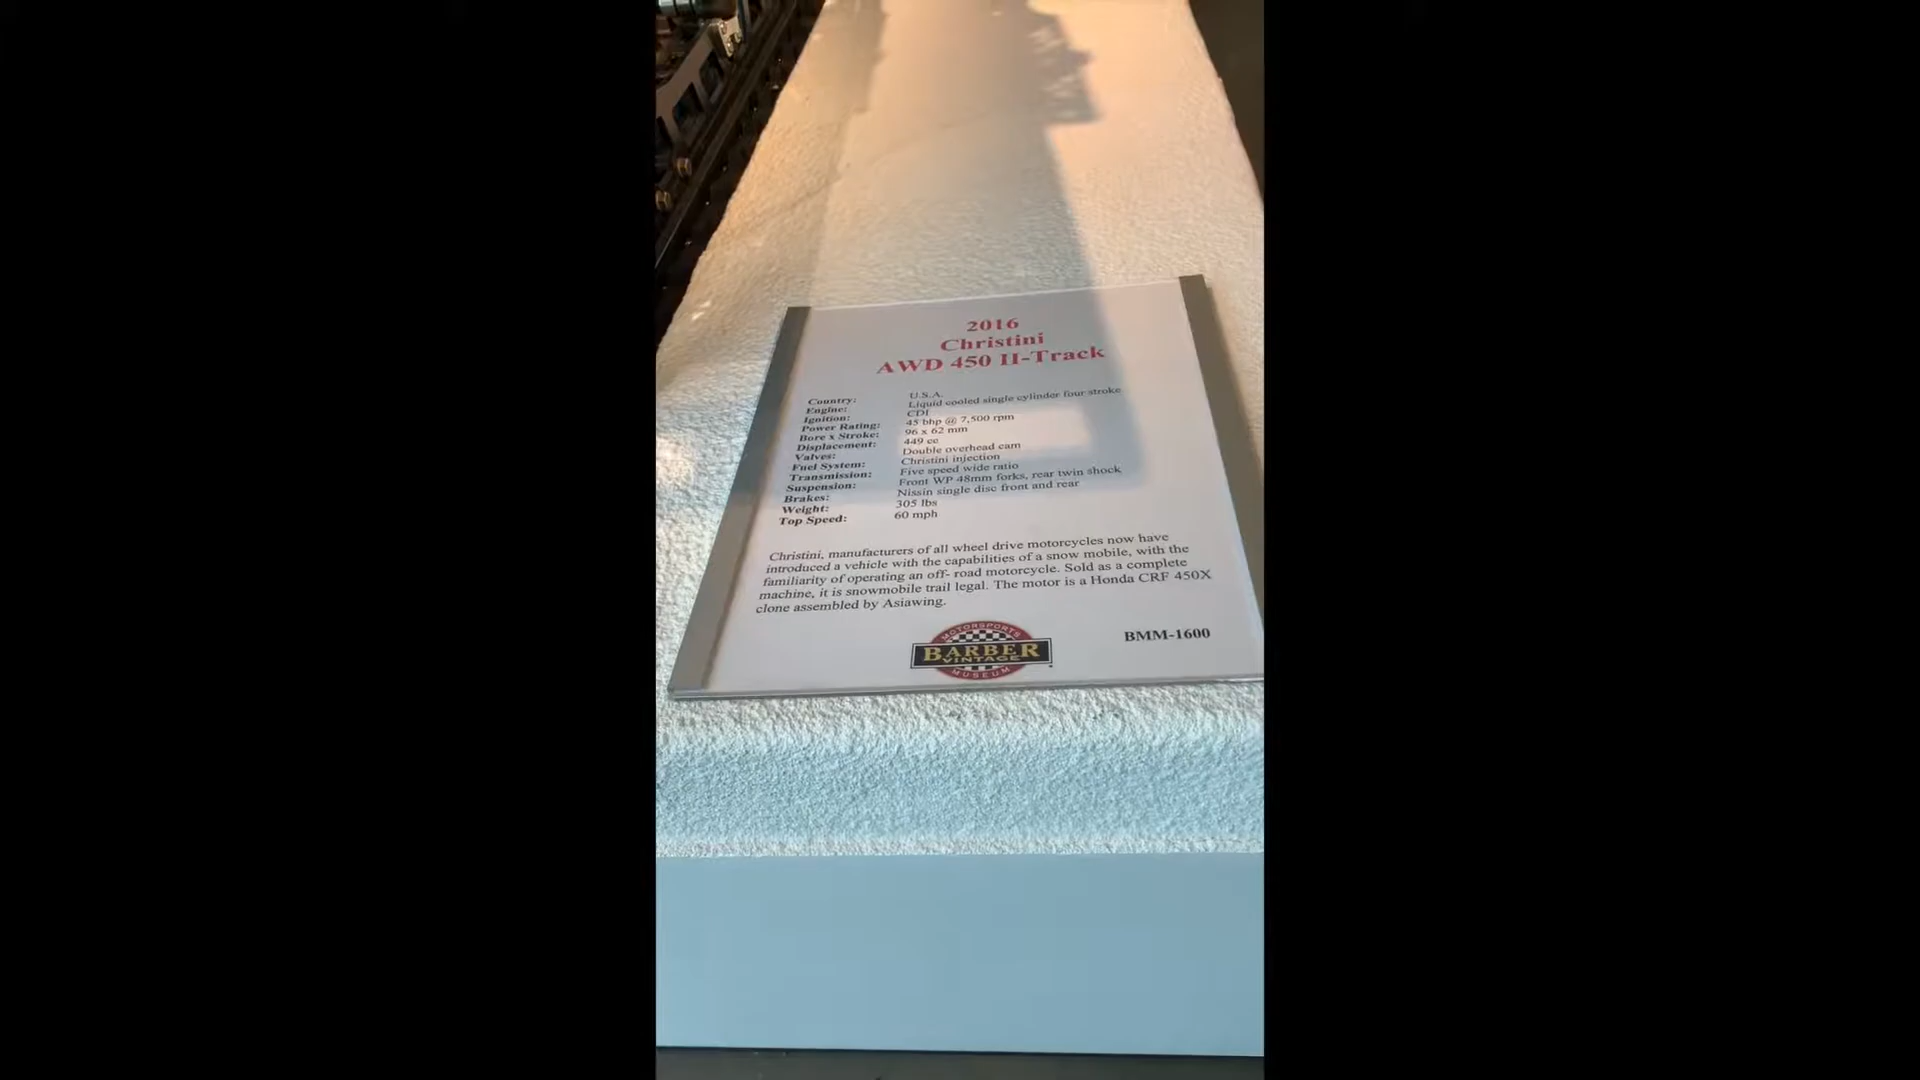 2016
Christini
AWD 450 II-Track
Country: U.S.A.
Engine: Liquid cooled single cylinder four stroke
Ignition: CDI
Power Rating: 45 bhp @ 7,500 rpm
Bore x Stroke: 96 x 62 mm
Displacement: 449 cc
Valves: Double overhead cam
Fuel System: Christini injection
Transmission: Five speed wide ratio
Suspension: Front WP 48mm forks, rear twin shock
Brakes: Nissin single disc front and rear
Weight: 305 lbs
Top Speed: 60 mph
Christini, manufacturers of all wheel drive motorcycles now have
introduced a vehicle with the capabilities of a snow mobile, with the
familiarity of operating an off- road motorcycle. Sold as a complete
machine, it is snowmobile trail legal. The motor is a Honda CRF 450X
clone assembled by Asiawing.
MOTORSPORTS
BARBER
VINTAGE
MUSEUM
BMM-1600